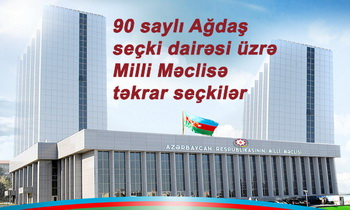 90 saylı Ağdaş
seçki dairəsi üzrə
Milli Məclisə
təkrar seçkilər
AZƏRBAYCAN RESPUBLİKASININ MİLLİ MƏCLİSİ